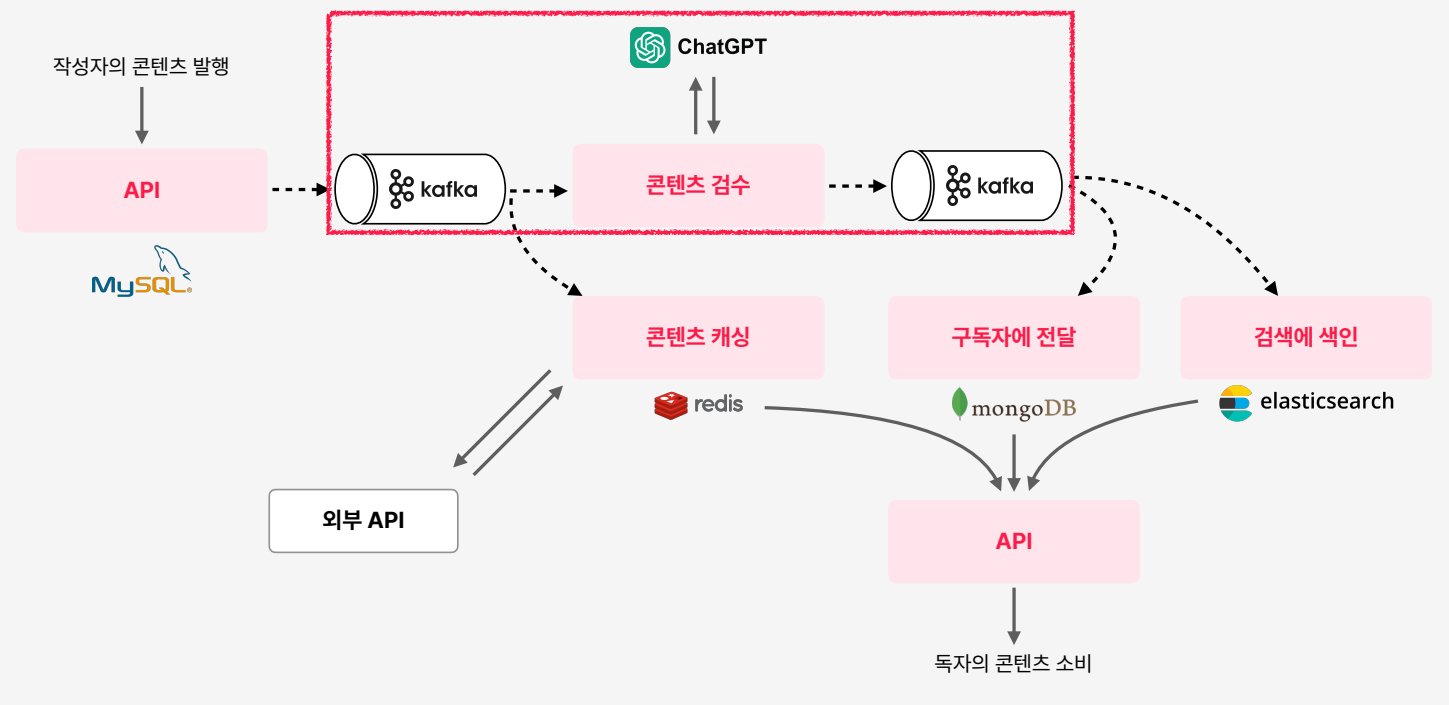 ChatGPT
작성자의 콘텐츠 발행
API
kafka
콘텐츠 검수
kafka
MySQL®
콘텐츠 캐싱
구독자에 전달
검색에 색인
redis
mongoDB
elasticsearch
외부 API
API
독자의 콘텐츠 소비